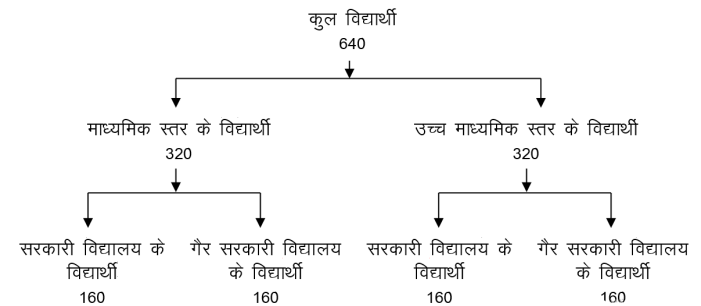 कुल विद्यार्थी
640
माध्यमिक स्तर के विद्यार्थी
320
उच्च माध्यमिक स्तर के विद्यार्थी
320
सरकारी विद्यालय के
विद्यार्थी
160
गैर सरकारी विद्यालय
के विद्यार्थी
160
सरकारी विद्यालय के
विद्यार्थी
160
गैर सरकारी विद्यालय
के विद्यार्थी
160